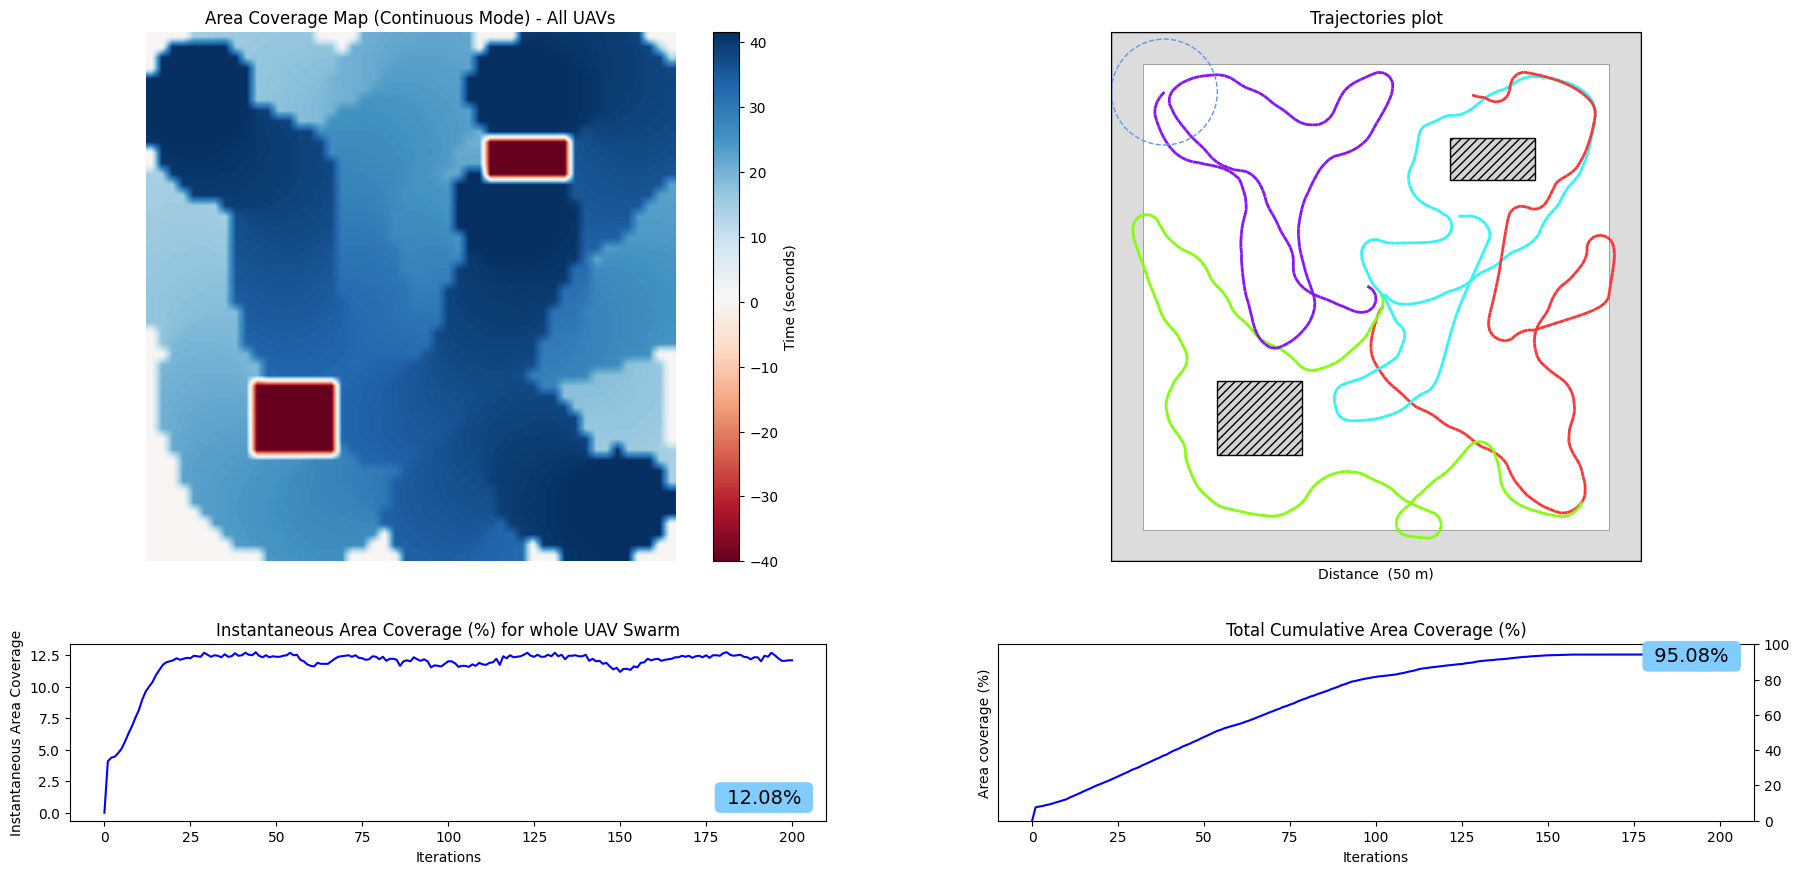 Area Coverage Map (Continuous Mode) - All UAVs
40
30
20
10
0
−10
−20
−30
−40
Time (seconds)
Trajectories plot
Distance  (50 m)
Instantaneous Area Coverage (%) for whole UAV Swarm
Instantaneous Area Coverage
12.5
10.0
7.5
5.0
2.5
0.0
12.08%
0 25 50 75 100 125 150 175 200
Iterations
Total Cumulative Area Coverage (%)
Area coverage (%)
95.08%
100
80
60
40
20
0
0 25 50 75 100 125 150 175 200
Iterations